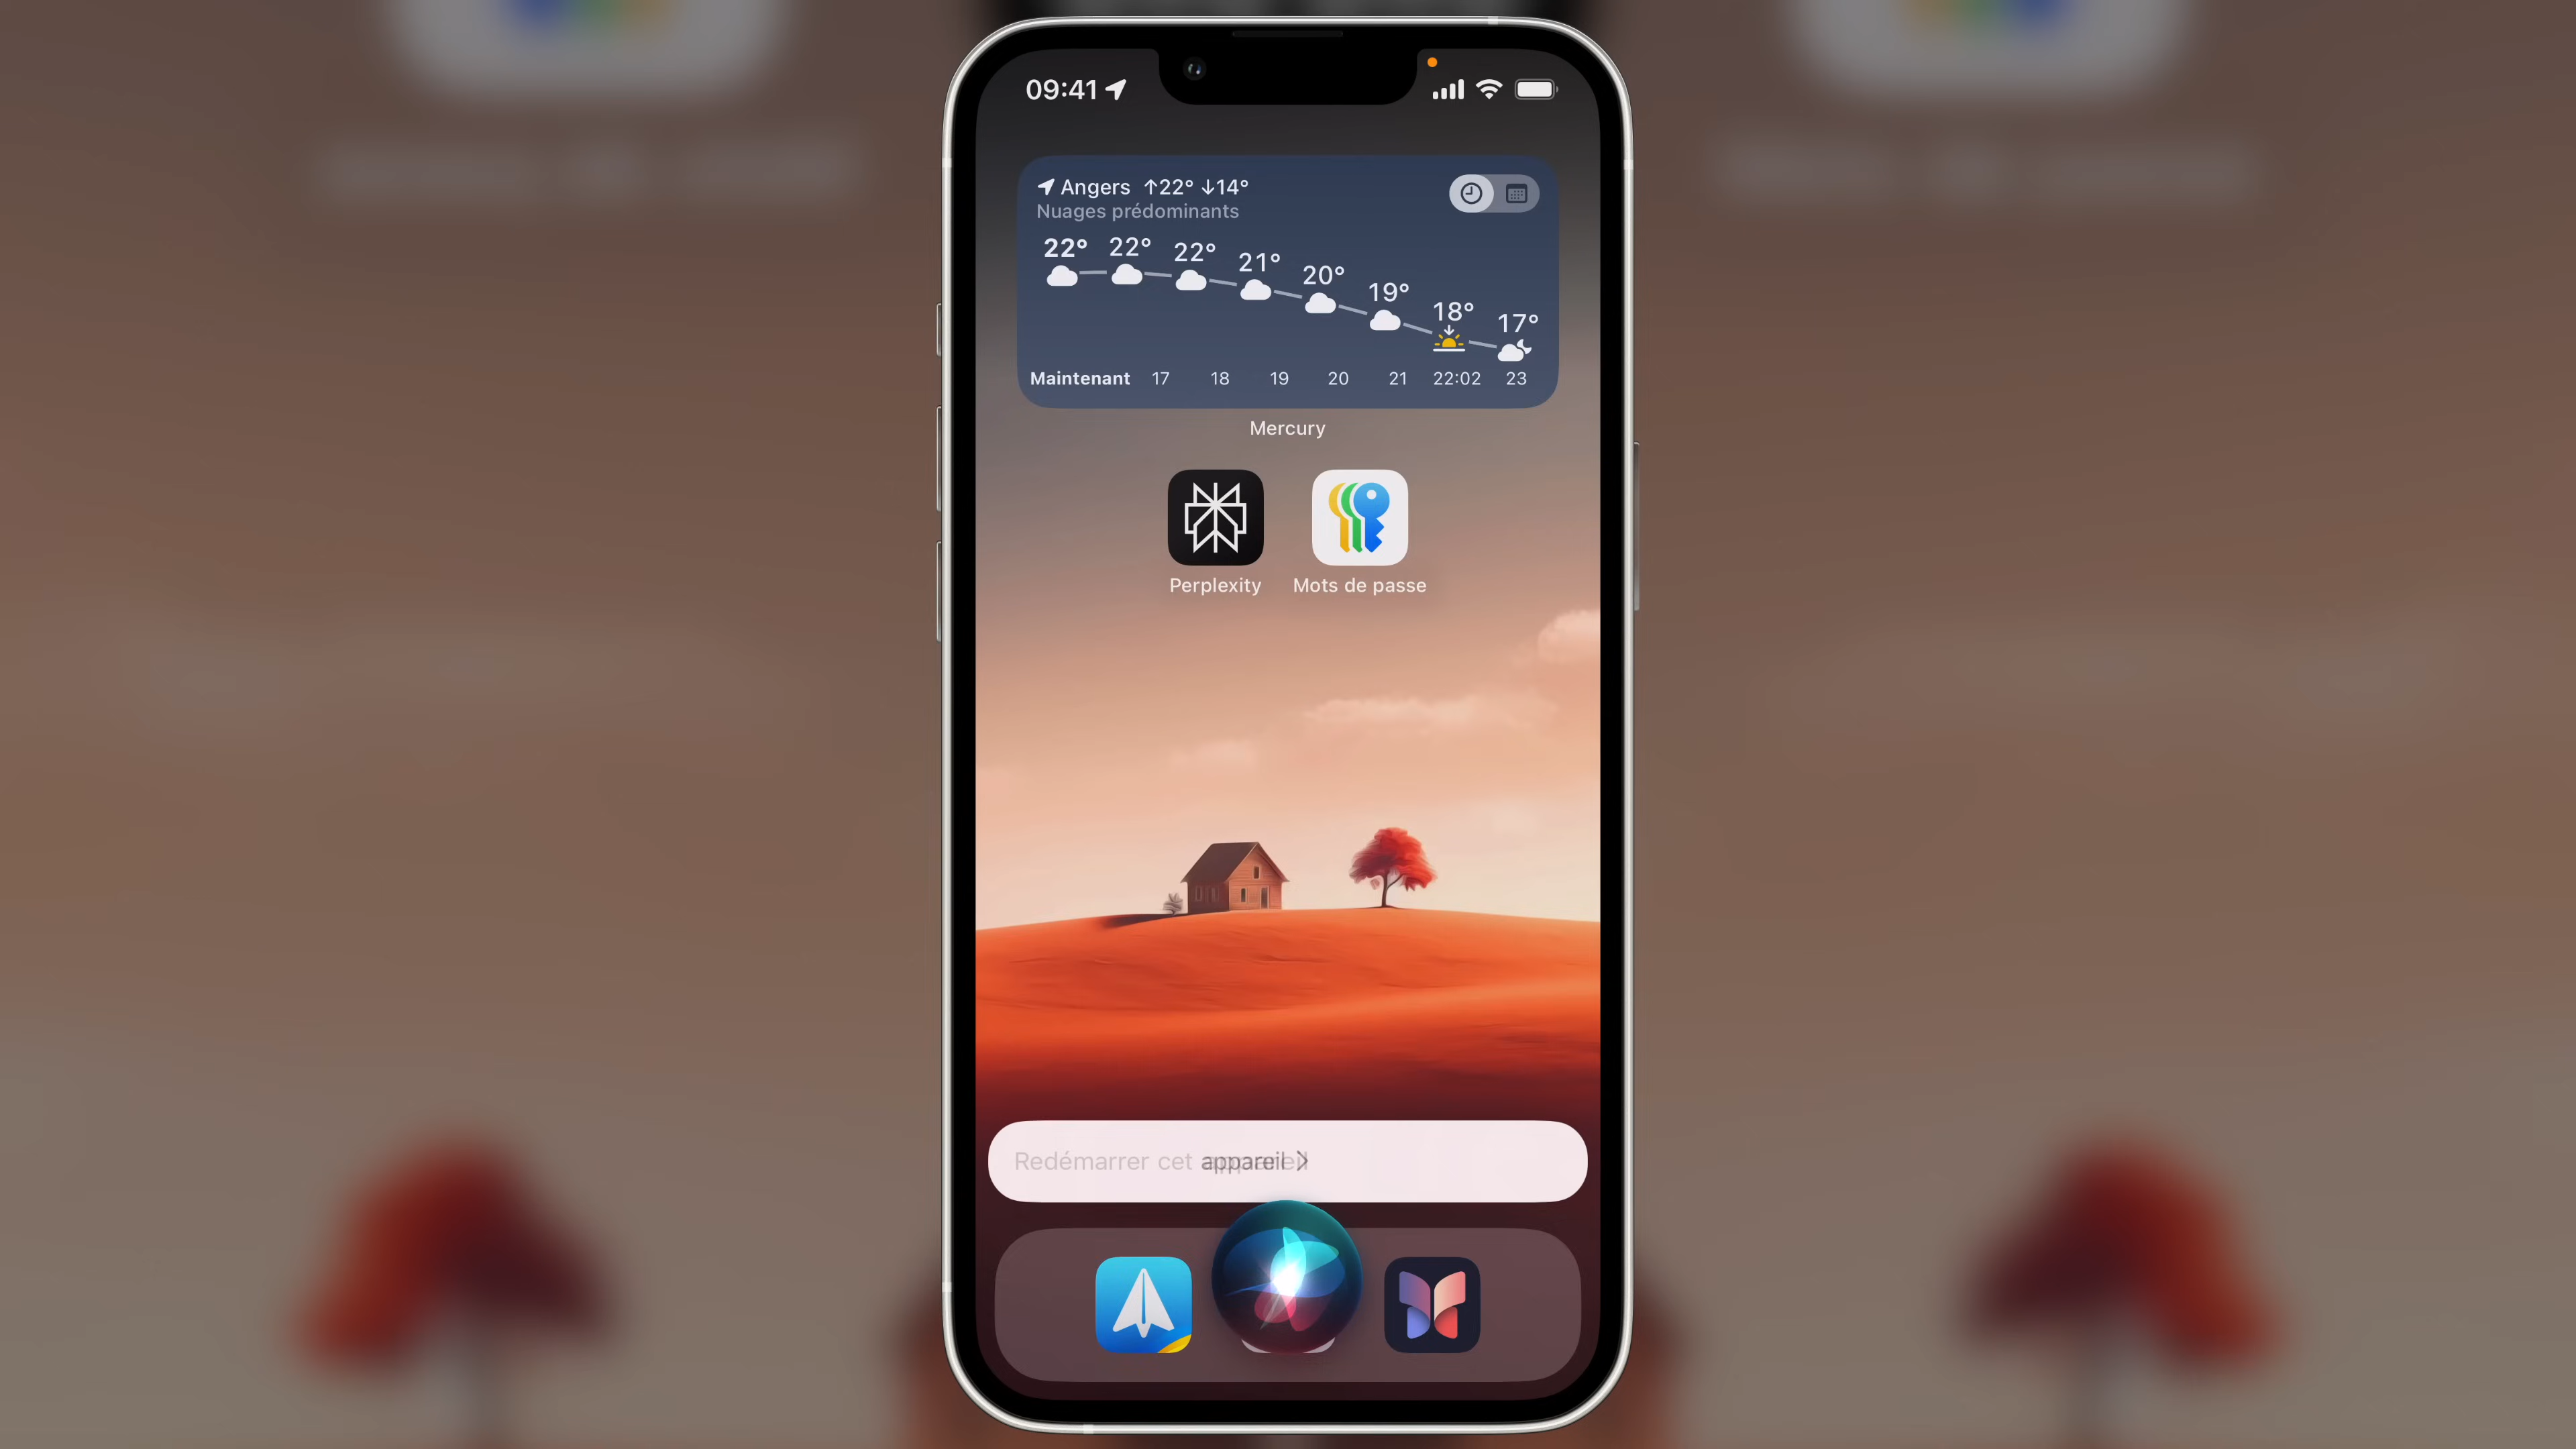 09:41
Angers ↑22° ↓14°
Nuages prédominants
22° 22° 22° 21° 20° 19° 18° 17°
Maintenant 17 18 19 20 21 22:02 23
Mercury
Perplexity Mots de passe
Redémarrer cet appareil >